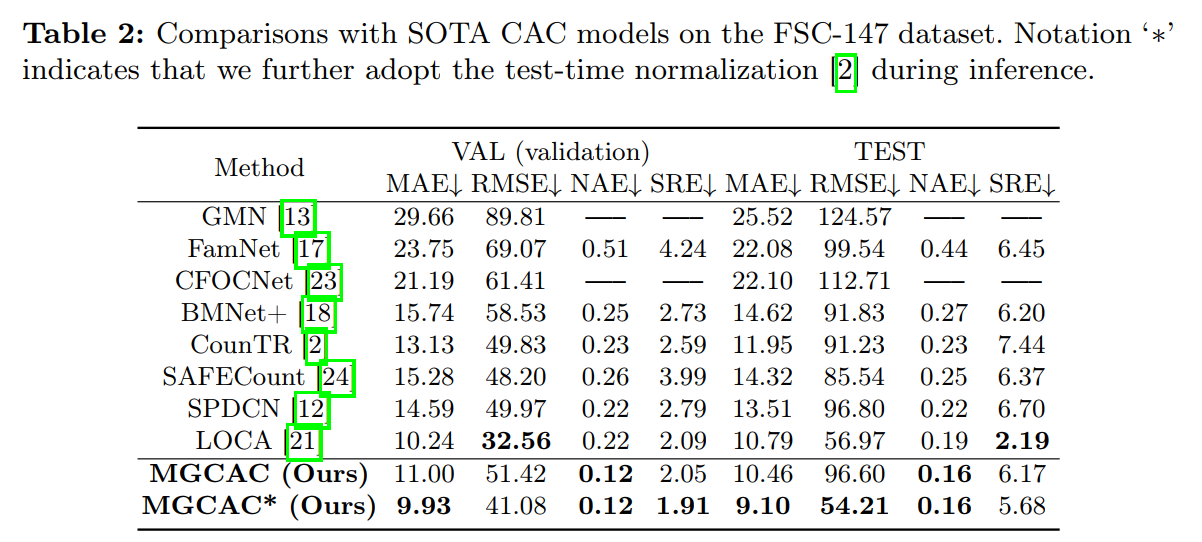 Table 2: Comparisons with SOTA CAC models on the FSC-147 dataset. Notation ‘∗’
indicates that we further adopt the test-time normalization [2] during inference.
Method VAL (validation) TEST
MAE↓ RMSE↓ NAE↓ SRE↓ MAE↓ RMSE↓ NAE↓ SRE↓
GMN [13] 29.66 89.81 — — 25.52 124.57 — —
FamNet [17] 23.75 69.07 0.51 4.24 22.08 99.54 0.44 6.45
CFOCNet [23] 21.19 61.41 — — 22.10 112.71 — —
BMNet+ [18] 15.74 58.53 0.25 2.73 14.62 91.83 0.27 6.20
CounTR [2] 13.13 49.83 0.23 2.59 11.95 91.23 0.23 7.44
SAFECount [24] 15.28 48.20 0.26 3.99 14.32 85.54 0.25 6.37
SPDCN [12] 14.59 49.97 0.22 2.79 13.51 96.80 0.22 6.70
LOCA [21] 10.24 32.56 0.22 2.09 10.79 56.97 0.19 2.19
MGCAC (Ours) 11.00 51.42 0.12 2.05 10.46 96.60 0.16 6.17
MGCAC* (Ours) 9.93 41.08 0.12 1.91 9.10 54.21 0.16 5.68